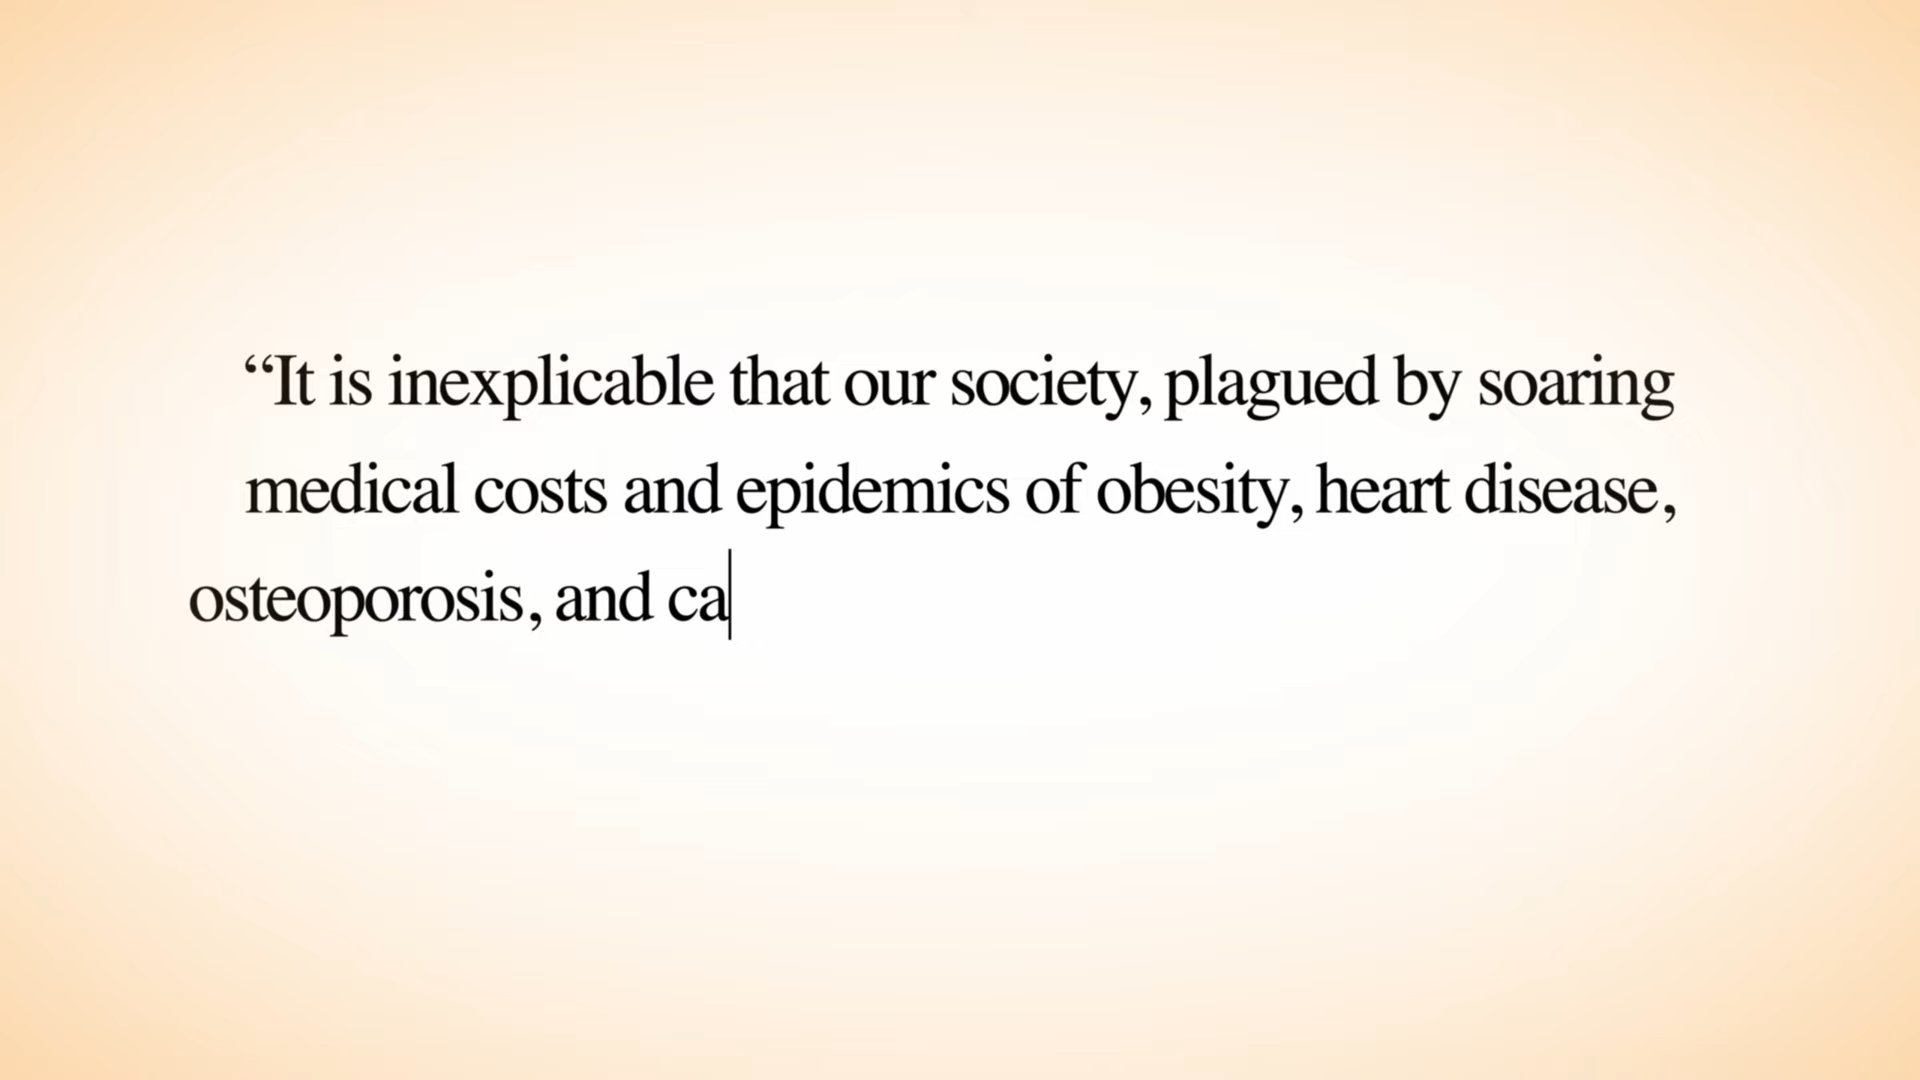 “It is inexplicable that our society, plagued by soaring
medical costs and epidemics of obesity, heart disease,
osteoporosis, and ca